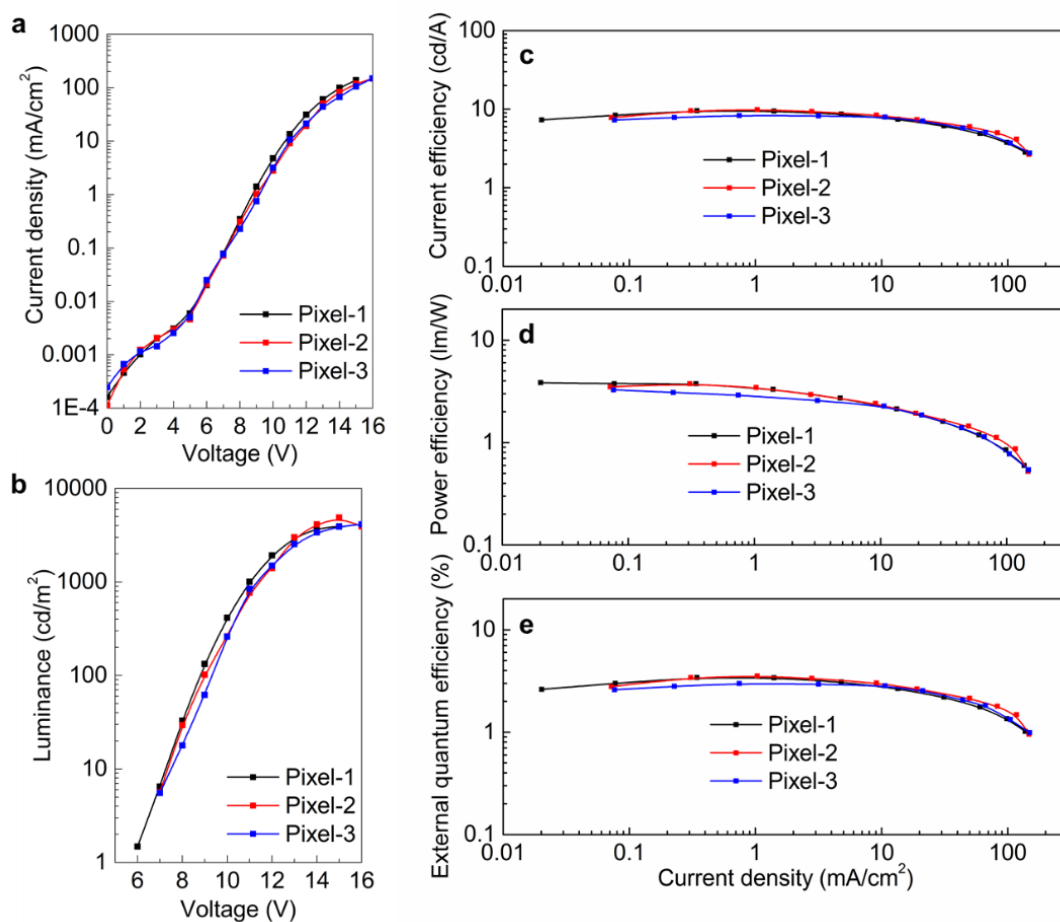 a
1000
100
10
1
0.1
0.01
0.001
1E-4
Current density (mA/cm²)
Pixel-1
Pixel-2
Pixel-3
0 2 4 6 8 10 12 14 16
Voltage (V)
b
10000
1000
100
10
1
Luminance (cd/m²)
Pixel-1
Pixel-2
Pixel-3
6 8 10 12 14 16
Voltage (V)
c
100
10
1
0.1
Current efficiency (cd/A)
Pixel-1
Pixel-2
Pixel-3
0.01 0.1 1 10 100
d
10
1
0.1
Power efficiency (lm/W)
Pixel-1
Pixel-2
Pixel-3
0.01 0.1 1 10 100
e
10
1
0.1
External quantum efficiency (%)
Pixel-1
Pixel-2
Pixel-3
0.01 0.1 1 10 100
Current density (mA/cm²)